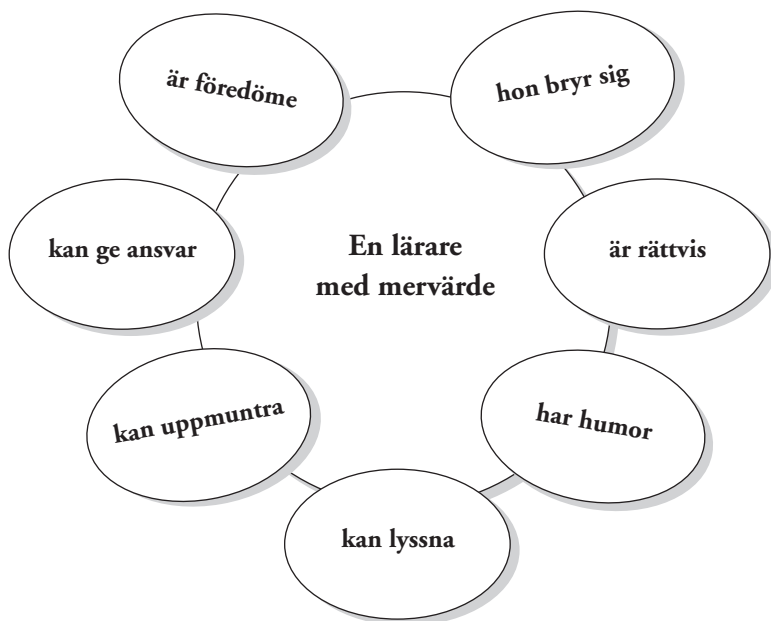 är föredöme
hon bryr sig
kan ge ansvar
En lärare
med mervärde
är rättvis
kan uppmuntra
har humor
kan lyssna